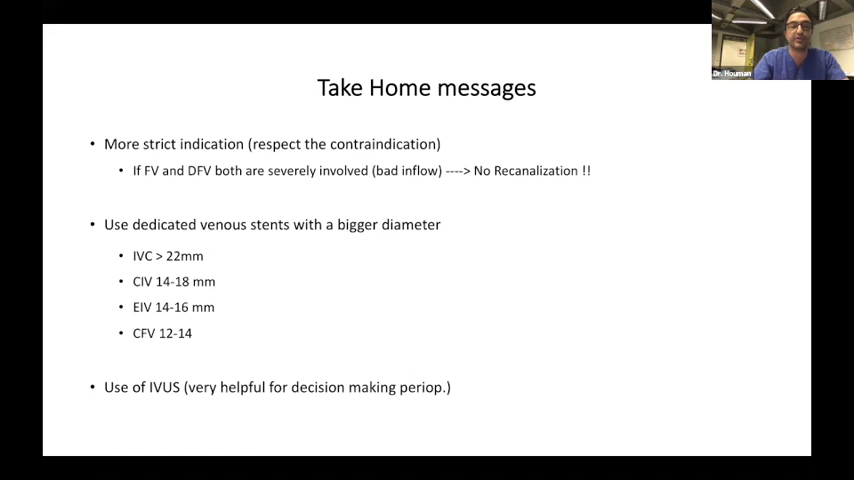 Dr. Houman
Take Home messages
• More strict indication (respect the contraindication)
• If FV and DFV both are severely involved (bad inflow) ----> No Recanalization !!
• Use dedicated venous stents with a bigger diameter
• IVC > 22mm
• CIV 14-18 mm
• EIV 14-16 mm
• CFV 12-14
• Use of IVUS (very helpful for decision making periop.)